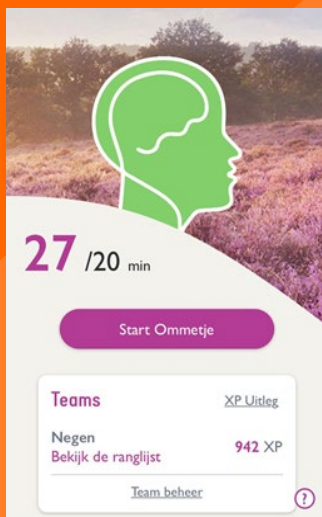 27 /20 min
Start Ommetje
Teams XP Uitleg
Negen
Bekijk de ranglijst 942 XP
Team beheer
?